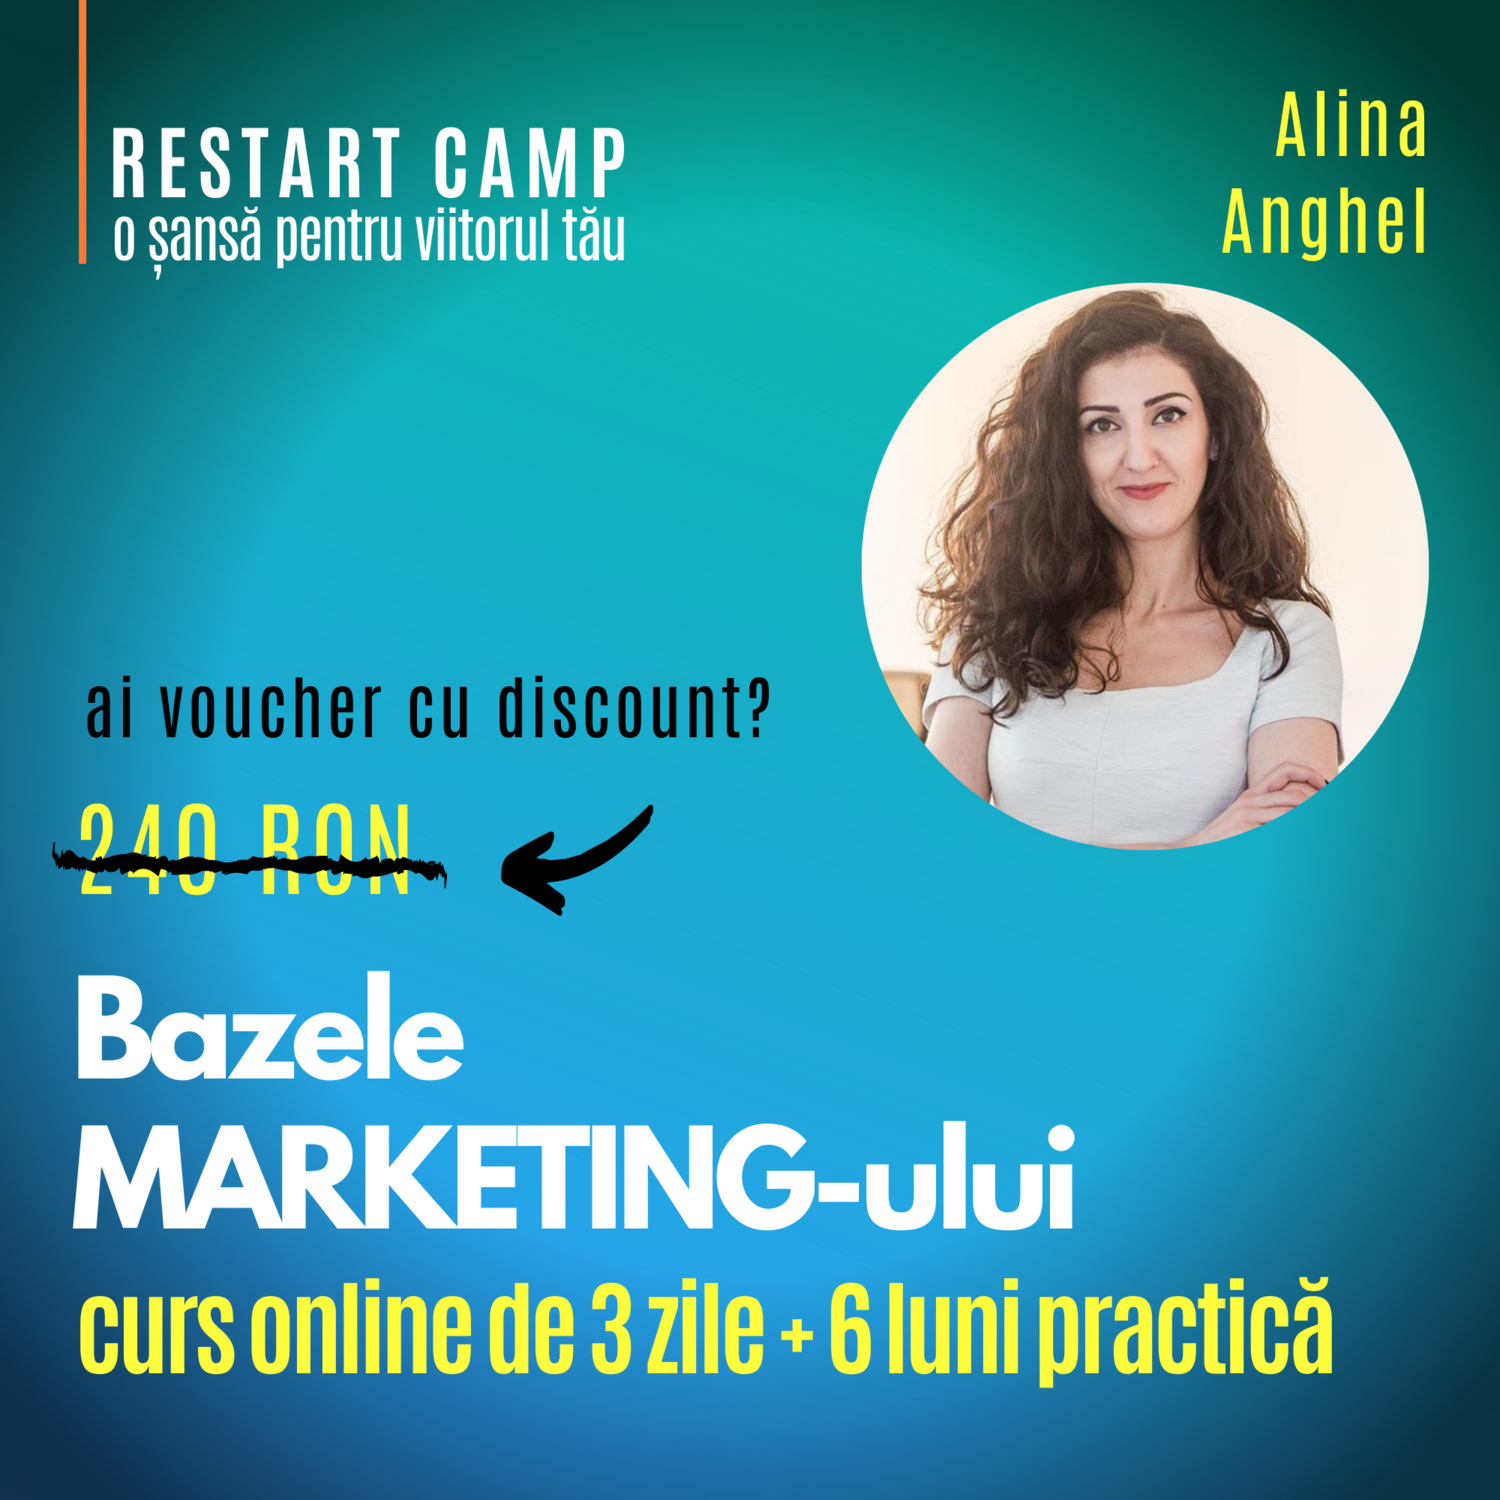 RESTART CAMP
o șansă pentru viitorul tău
Alina
Anghel
ai voucher cu discount?
240 RON
Bazele
MARKETING-ului
curs online de 3 zile + 6 luni practică